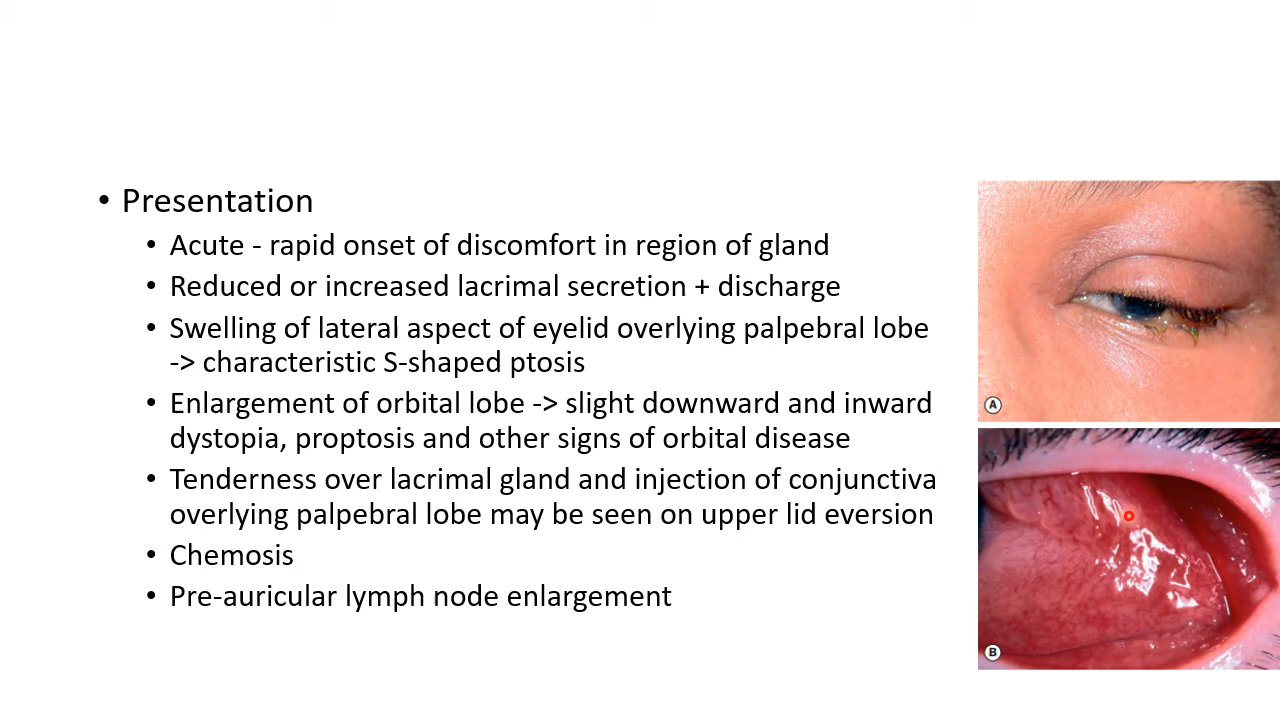 • Presentation
• Acute - rapid onset of discomfort in region of gland
• Reduced or increased lacrimal secretion + discharge
• Swelling of lateral aspect of eyelid overlying palpebral lobe
-> characteristic S-shaped ptosis
• Enlargement of orbital lobe -> slight downward and inward
dystopia, proptosis and other signs of orbital disease
• Tenderness over lacrimal gland and injection of conjunctiva
overlying palpebral lobe may be seen on upper lid eversion
• Chemosis
• Pre-auricular lymph node enlargement
A
B